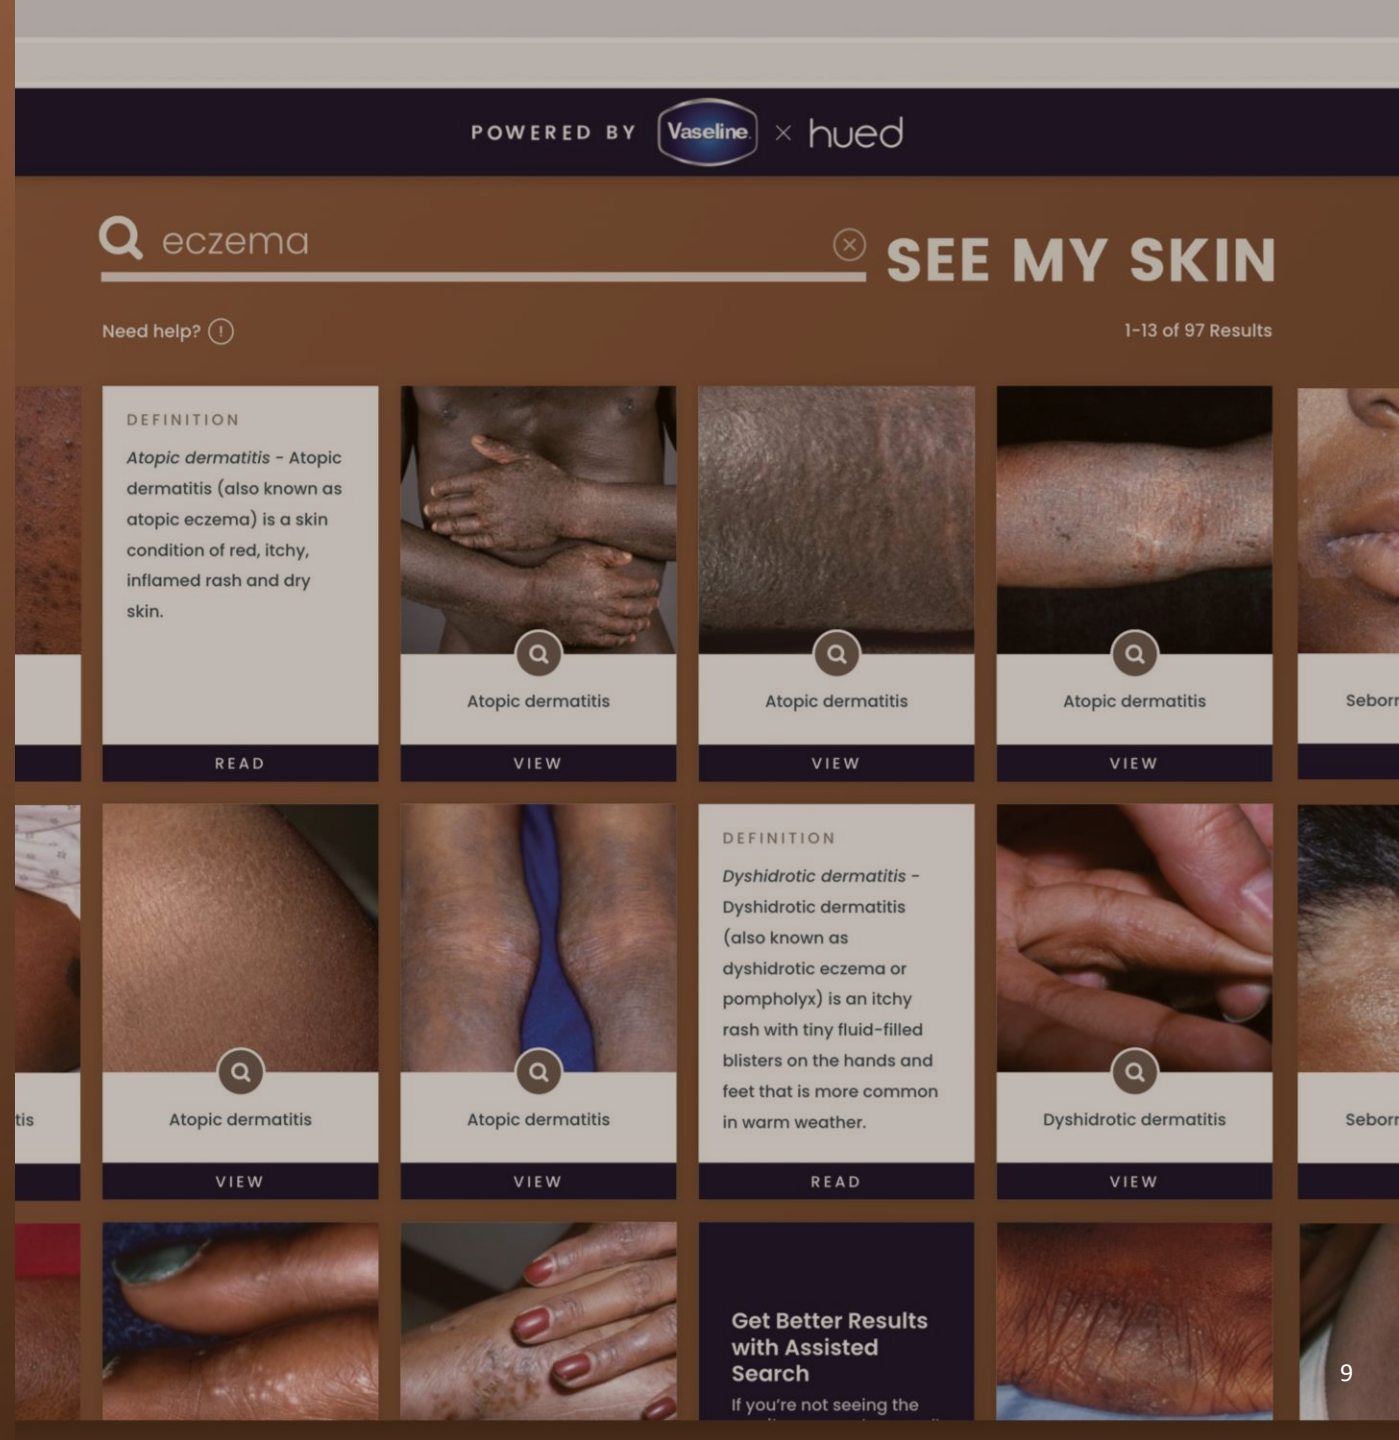 POWERED BY Vaseline. × hued
eczema
SEE MY SKIN
Need help? !
1-13 of 97 Results
DEFINITION
Atopic dermatitis - Atopic
dermatitis (also known as
atopic eczema) is a skin
condition of red, itchy,
inflamed rash and dry
skin.
READ
Atopic dermatitis
VIEW
Atopic dermatitis
VIEW
Atopic dermatitis
VIEW
Seborr
tis
Atopic dermatitis
VIEW
Atopic dermatitis
VIEW
DEFINITION
Dyshidrotic dermatitis -
Dyshidrotic dermatitis
(also known as
dyshidrotic eczema or
pompholyx) is an itchy
rash with tiny fluid-filled
blisters on the hands and
feet that is more common
in warm weather.
READ
Dyshidrotic dermatitis
VIEW
Seborr
Get Better Results
with Assisted
Search
If you're not seeing the
9